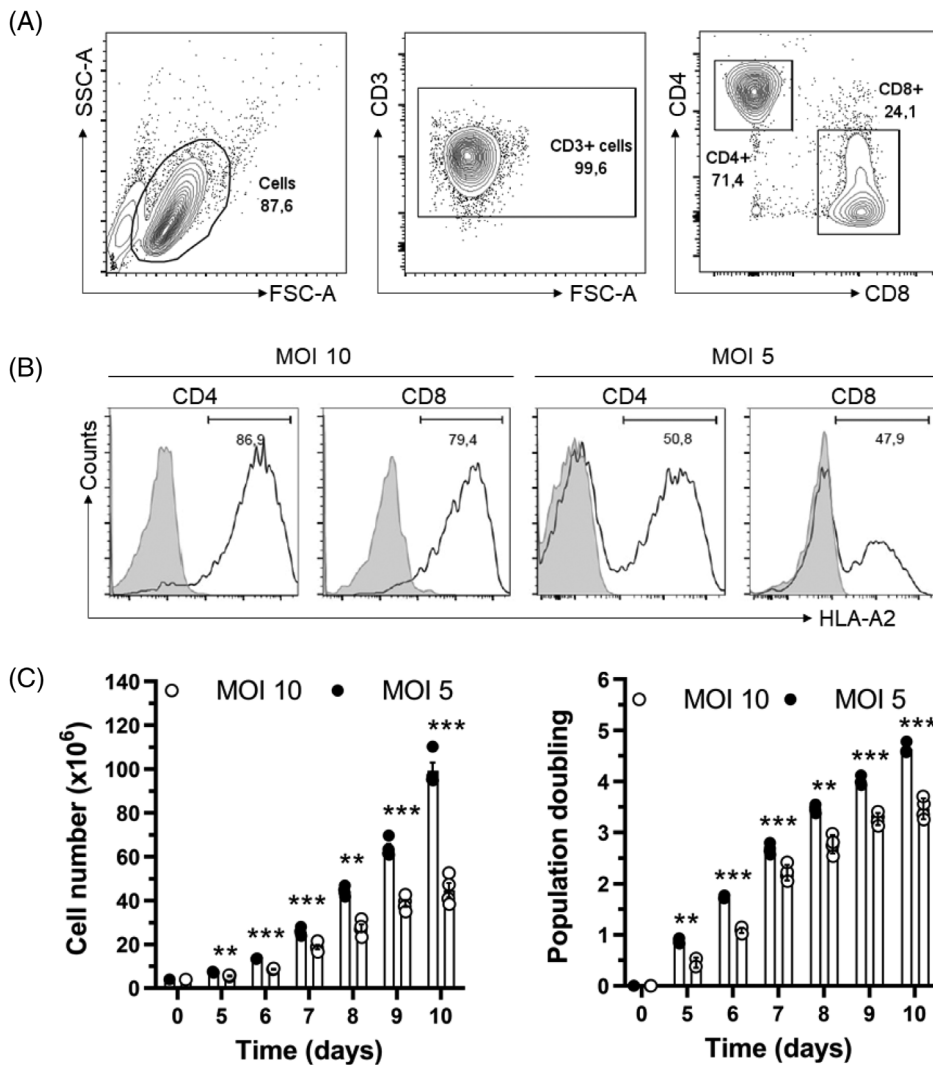 (A)
SSC-A
Cells
87,6
FSC-A
CD3
CD3+ cells
99,6
FSC-A
CD4
CD8+
24,1
CD4+
71,4
CD8
(B)
MOI 10
MOI 5
CD4
CD8
CD4
CD8
Counts
86,9
79,4
50,8
47,9
HLA-A2
(C)
MOI 10
MOI 5
Cell number (x10⁶)
140
120
100
80
60
40
20
0
**
***
***
**
***
***
0 5 6 7 8 9 10
Time (days)
MOI 10
MOI 5
Population doubling
6
5
4
3
2
1
0
**
***
***
**
***
***
0 5 6 7 8 9 10
Time (days)